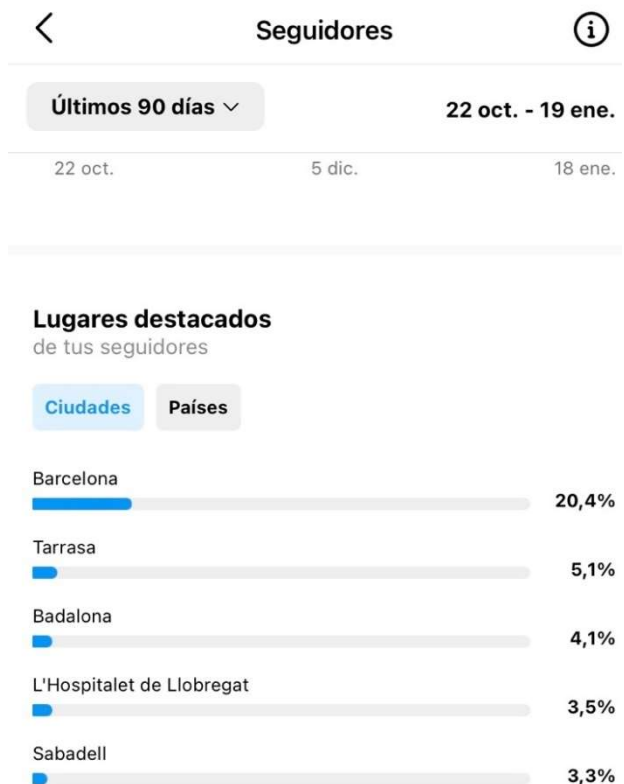 Seguidores
Últimos 90 días
22 oct. - 19 ene.
22 oct. 5 dic. 18 ene.
Lugares destacados
de tus seguidores
Ciudades Países
Barcelona
20,4%
Tarrasa
5,1%
Badalona
4,1%
L'Hospitalet de Llobregat
3,5%
Sabadell
3,3%